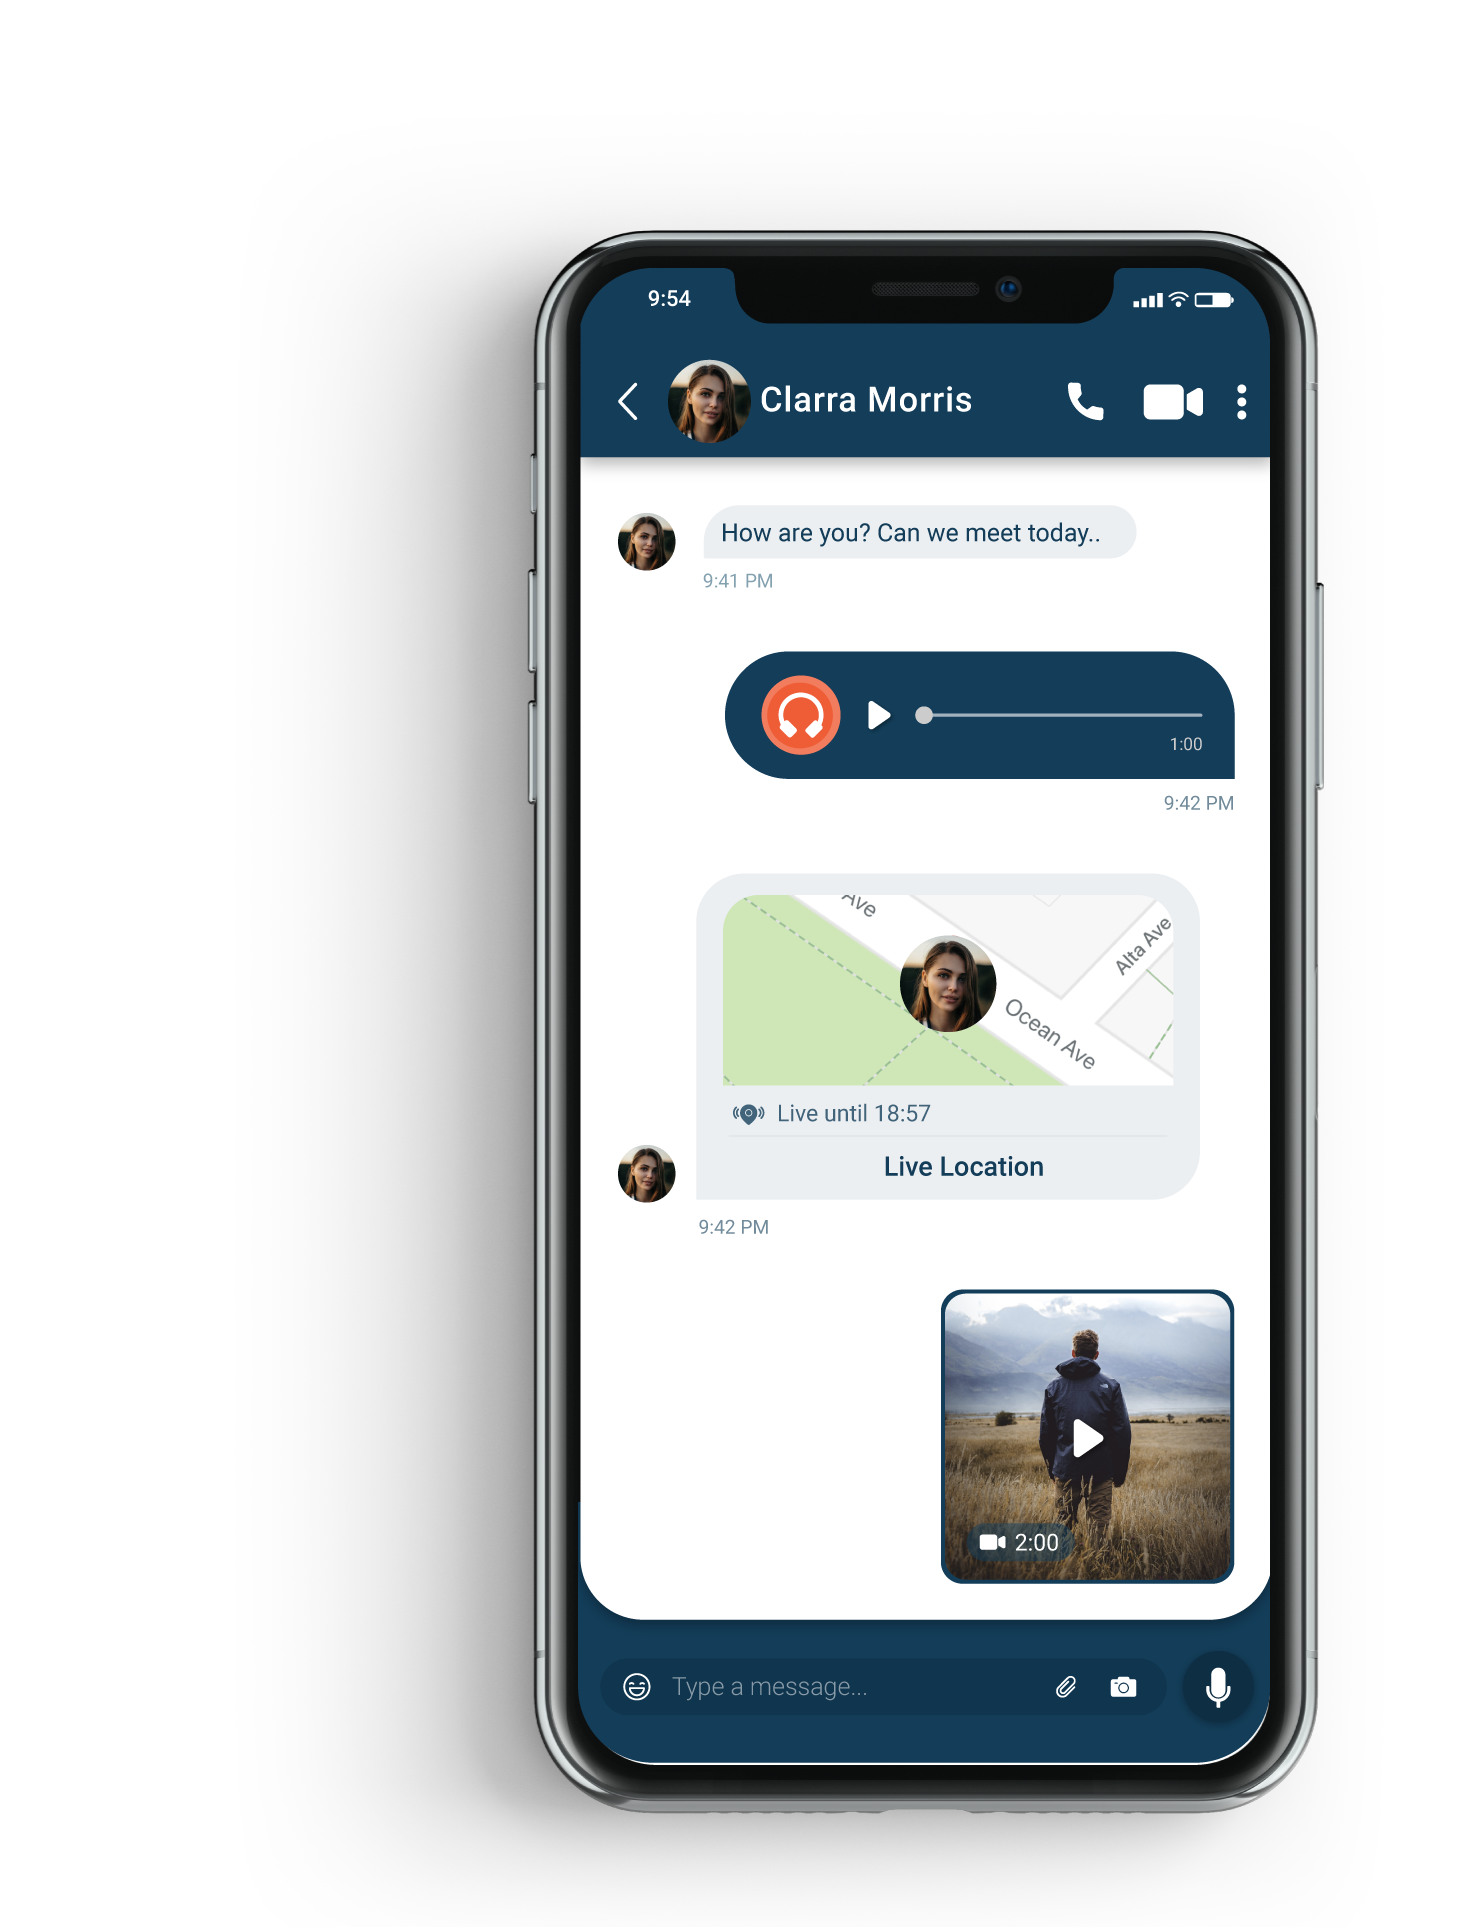 9:54
Clarra Morris
How are you? Can we meet today..
9:41 PM
1:00
9:42 PM
Ave
Alta Ave
Ocean Ave
Live until 18:57
Live Location
9:42 PM
2:00
Type a message...